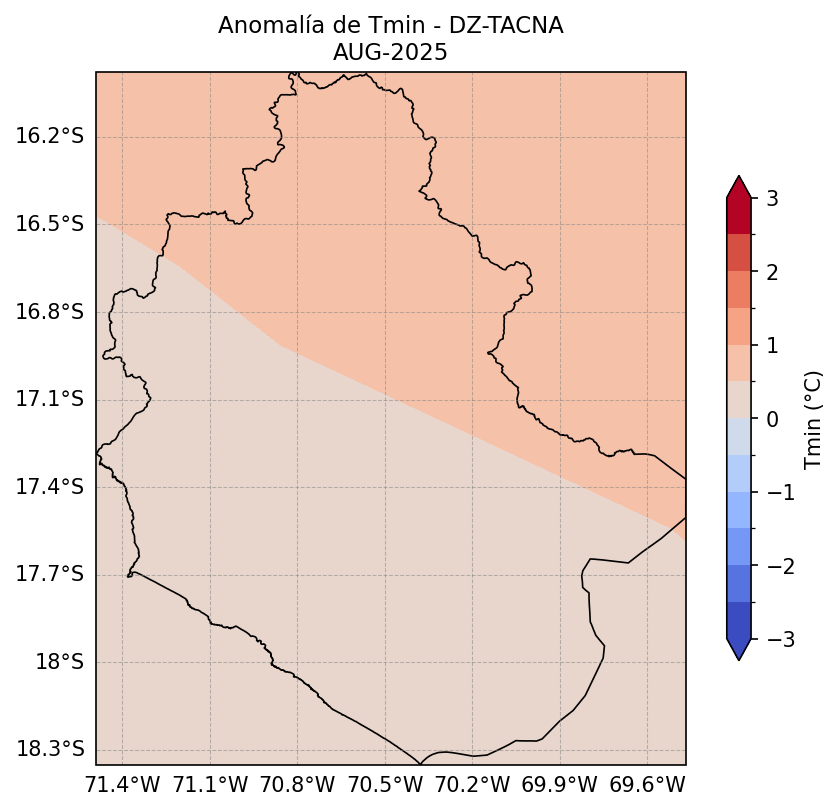 Anomalía de Tmin - DZ-TACNA
AUG-2025
16.2°S
16.5°S
16.8°S
17.1°S
17.4°S
17.7°S
18°S
18.3°S
71.4°W 71.1°W 70.8°W 70.5°W 70.2°W 69.9°W 69.6°W
3
2
1
0
−1
−2
−3
Tmin (°C)